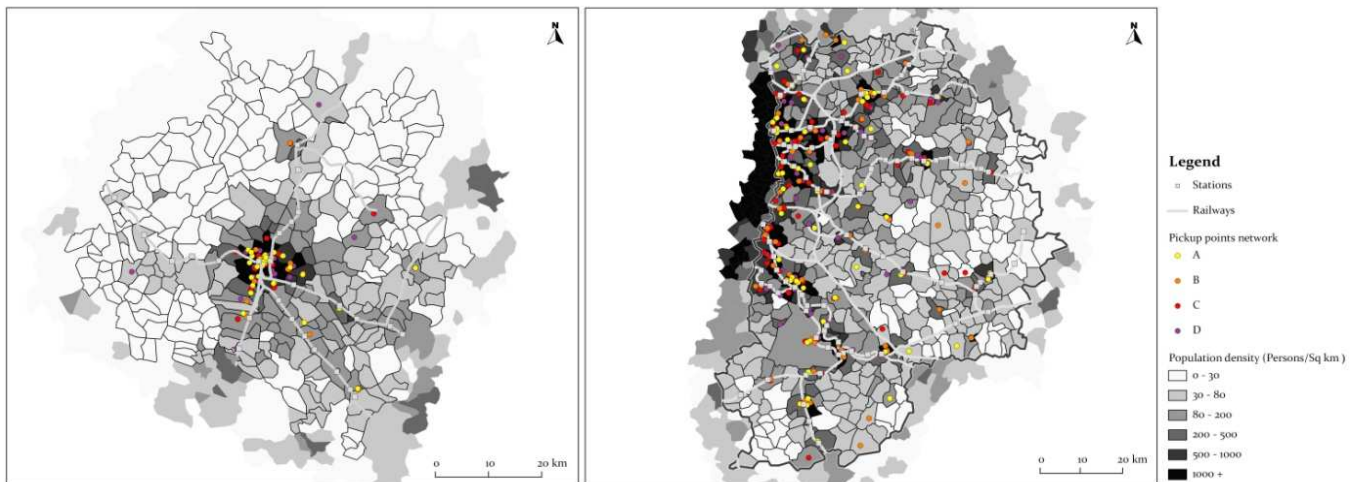 N
0 10 20 km
N
0 10 20 km
Legend
Stations
Railways
Pickup points network
A
B
C
D
Population density (Persons/Sq km )
0 - 30
30 - 80
80 - 200
200 - 500
500 - 1000
1000 +